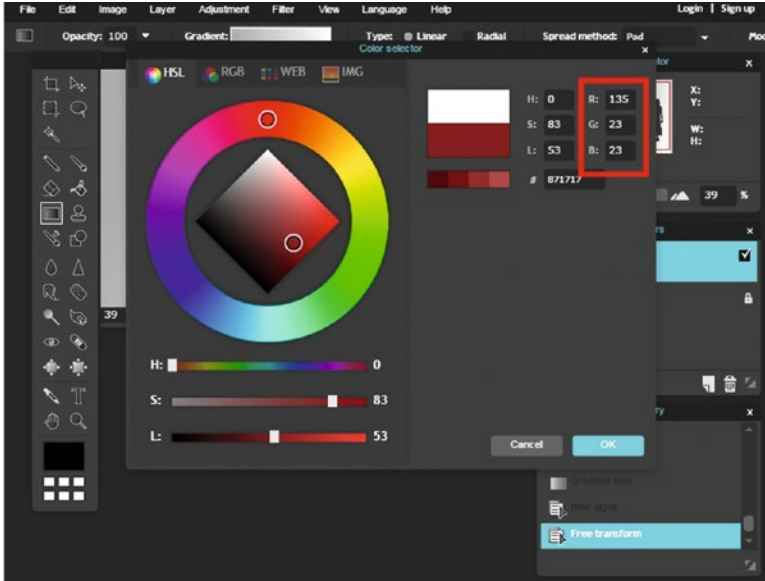 File Edit Image Layer Adjustment Filter View Language Help Login | Sign up
Opacity: 100 Gradient: Type: Linear Radial Spread method: Pad
Color selector
HSL RGB WEB IMG
H: 0 R: 135
S: 83 G: 23
L: 53 B: 23
# 871717
X:
Y:
W:
H:
39 %
39
H: 0
S: 83
L: 53
Cancel OK
Gradient tool
New layer
Free transform